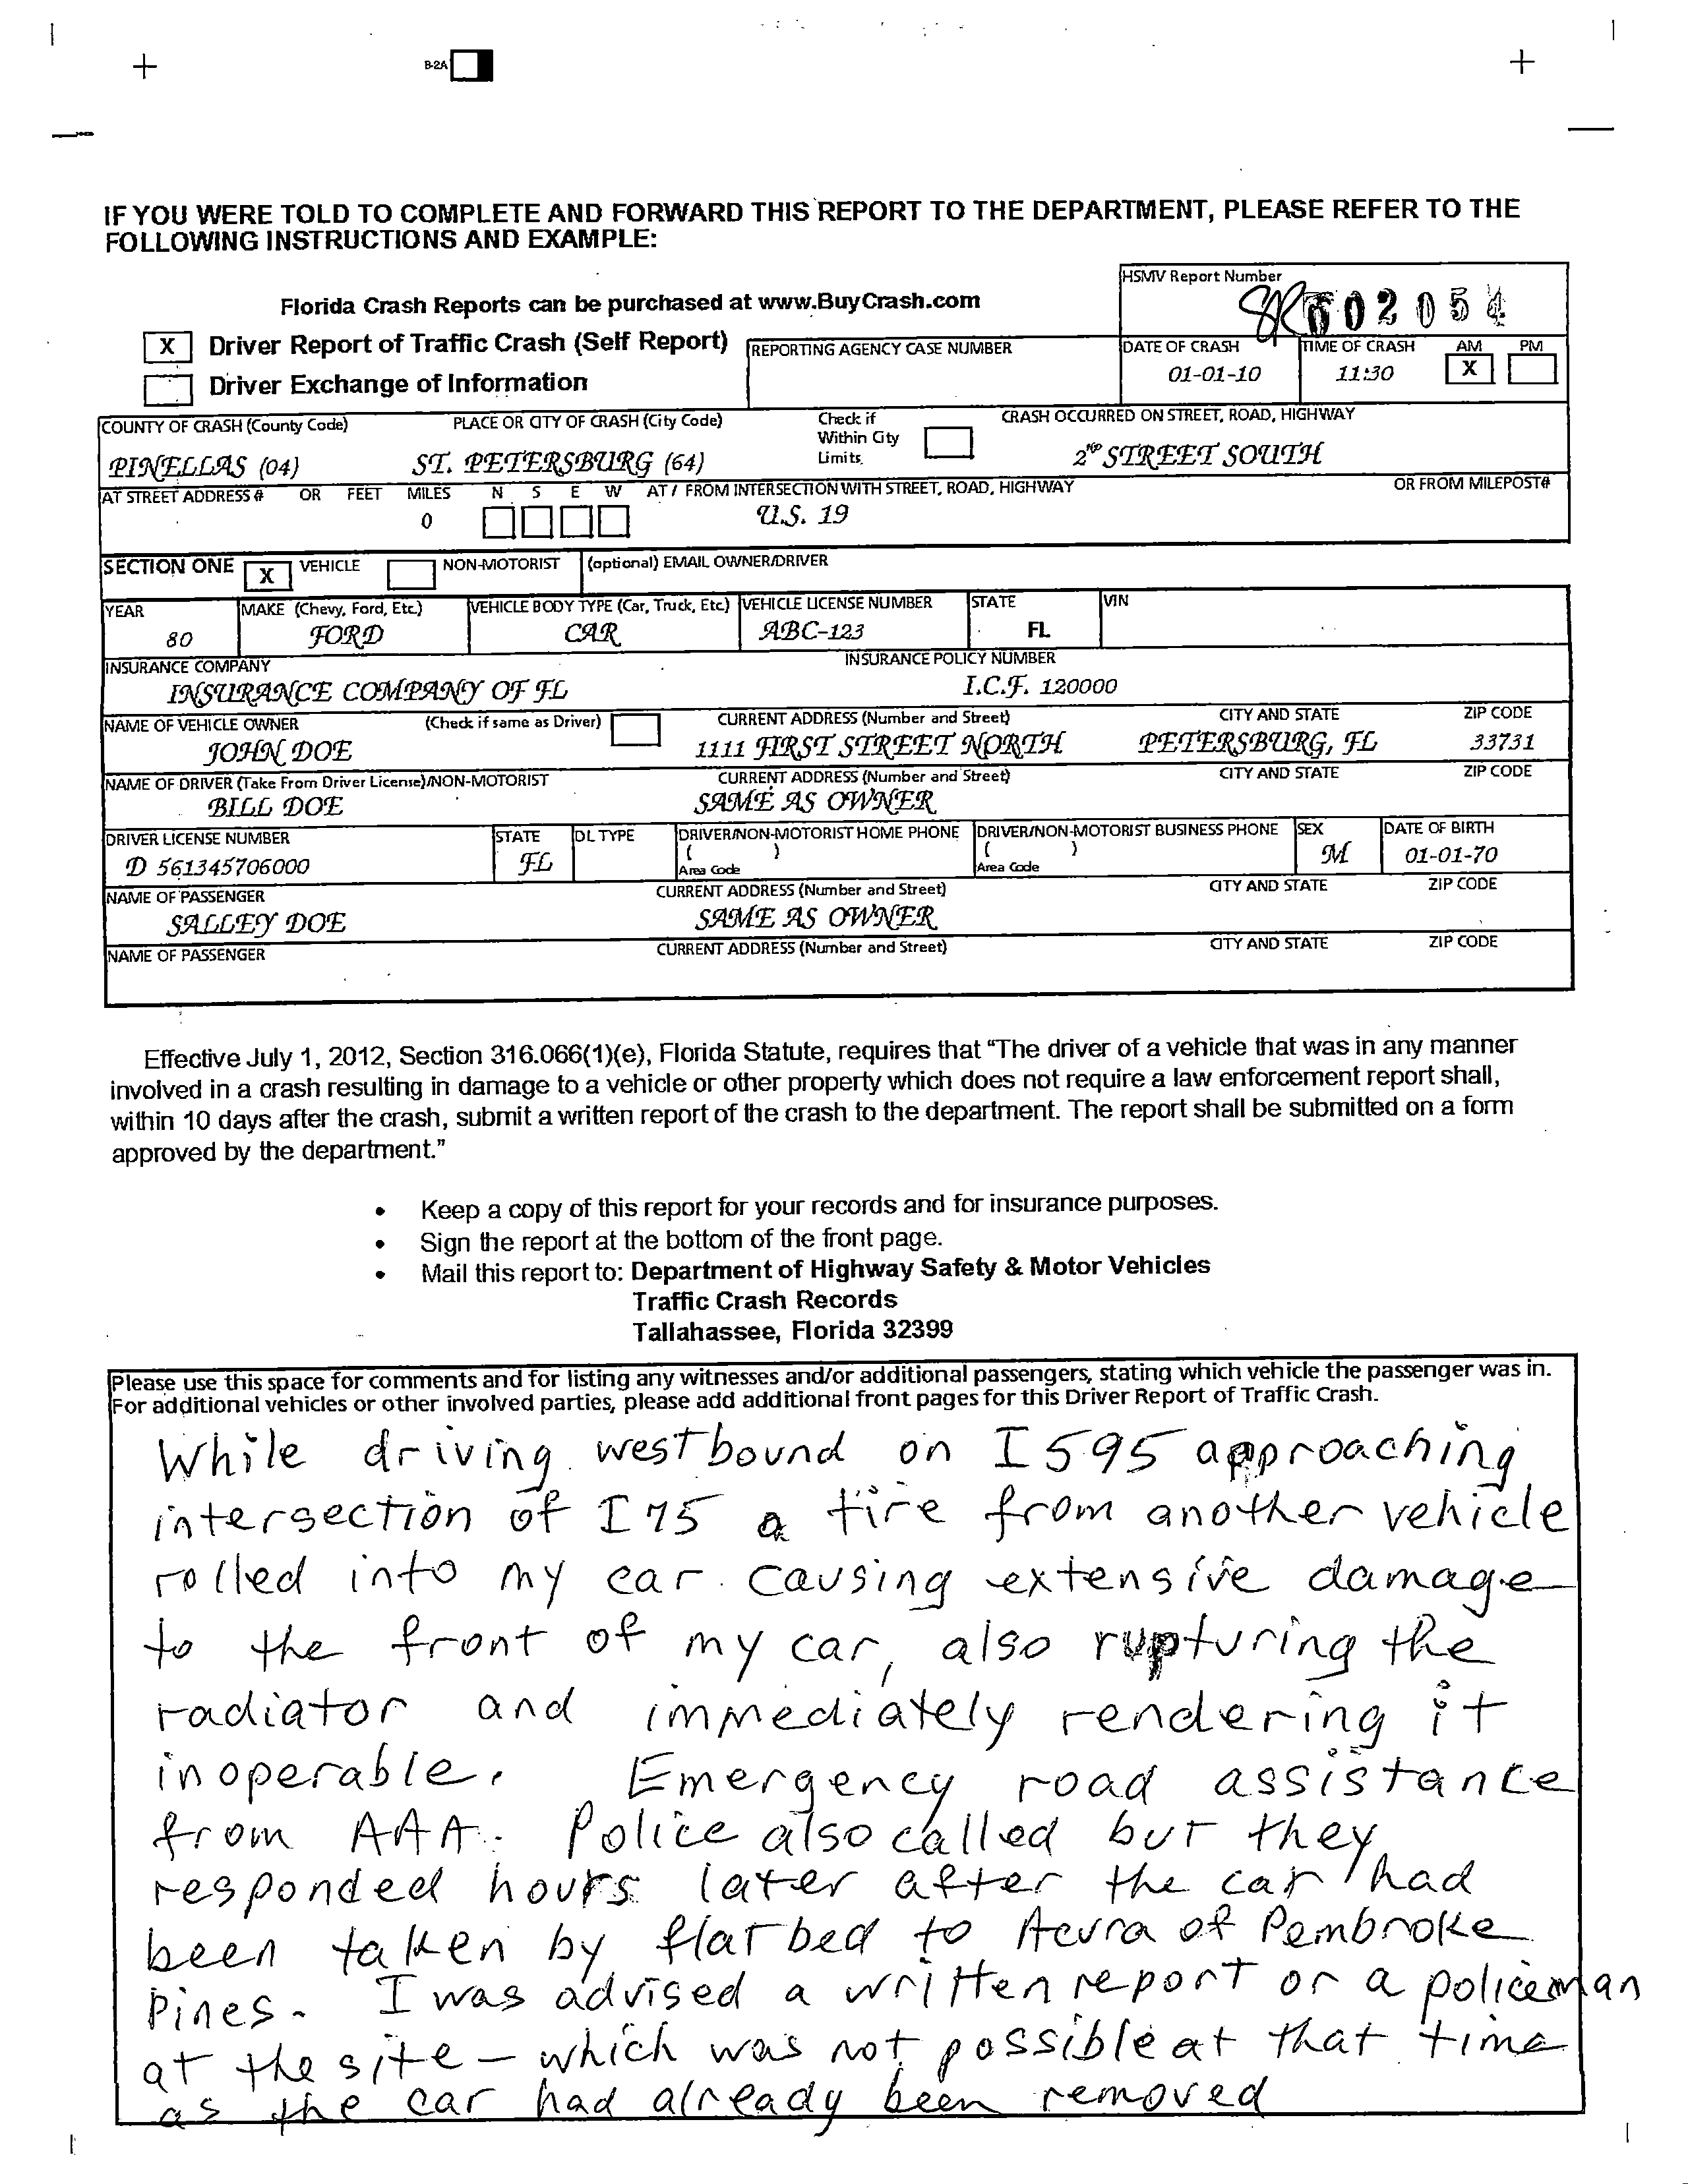 B-2A
IF YOU WERE TOLD TO COMPLETE AND FORWARD THIS REPORT TO THE DEPARTMENT, PLEASE REFER TO THE
FOLLOWING INSTRUCTIONS AND EXAMPLE:
HSMV Report Number
602054
Florida Crash Reports can be purchased at www.BuyCrash.com
X Driver Report of Traffic Crash (Self Report)
Driver Exchange of Information
REPORTING AGENCY CASE NUMBER
DATE OF CRASH TIME OF CRASH AM PM
01-01-10 11:30 X
COUNTY OF CRASH (County Code) PLACE OR CITY OF CRASH (City Code) Check if Within City Limits CRASH OCCURRED ON STREET, ROAD, HIGHWAY
PINELLAS (04) ST. PETERSBURG (64) 2ND STREET SOUTH
AT STREET ADDRESS # OR FEET MILES N S E W AT / FROM INTERSECTION WITH STREET, ROAD, HIGHWAY OR FROM MILEPOST#
0 U.S. 19
SECTION ONE X VEHICLE NON-MOTORIST (optional) EMAIL OWNER/DRIVER
YEAR MAKE (Chevy, Ford, Etc.) VEHICLE BODY TYPE (Car, Truck, Etc.) VEHICLE LICENSE NUMBER STATE VIN
80 FORD CAR ABC-123 FL
INSURANCE COMPANY INSURANCE POLICY NUMBER
INSURANCE COMPANY OF FL I.C.F. 120000
NAME OF VEHICLE OWNER (Check if same as Driver) CURRENT ADDRESS (Number and Street) CITY AND STATE ZIP CODE
JOHN DOE 1111 FIRST STREET NORTH PETERSBURG, FL 33731
NAME OF DRIVER (Take From Driver License)/NON-MOTORIST CURRENT ADDRESS (Number and Street) CITY AND STATE ZIP CODE
BILL DOE SAME AS OWNER
DRIVER LICENSE NUMBER STATE DL TYPE DRIVER/NON-MOTORIST HOME PHONE DRIVER/NON-MOTORIST BUSINESS PHONE SEX DATE OF BIRTH
D 561345706000 FL ( ) ( ) M 01-01-70
Area Code Area Code
NAME OF PASSENGER CURRENT ADDRESS (Number and Street) CITY AND STATE ZIP CODE
SALLEY DOE SAME AS OWNER
NAME OF PASSENGER CURRENT ADDRESS (Number and Street) CITY AND STATE ZIP CODE
Effective July 1, 2012, Section 316.066(1)(e), Florida Statute, requires that "The driver of a vehicle that was in any manner
involved in a crash resulting in damage to a vehicle or other property which does not require a law enforcement report shall,
within 10 days after the crash, submit a written report of the crash to the department. The report shall be submitted on a form
approved by the department."
• Keep a copy of this report for your records and for insurance purposes.
• Sign the report at the bottom of the front page.
• Mail this report to: Department of Highway Safety & Motor Vehicles
Traffic Crash Records
Tallahassee, Florida 32399
Please use this space for comments and for listing any witnesses and/or additional passengers, stating which vehicle the passenger was in.
For additional vehicles or other involved parties, please add additional front pages for this Driver Report of Traffic Crash.
While driving westbound on I 595 approaching
intersection of I 75 a tire from another vehicle
rolled into my car causing extensive damage
to the front of my car, also rupturing the
radiator and immediately rendering it
inoperable. Emergency road assistance
from AAA. Police also called but they
responded hours later after the car had
been taken by flatbed to Acura of Pembroke
Pines. I was advised a written report or a policeman
at the site – which was not possible at that time
as the car had already been removed